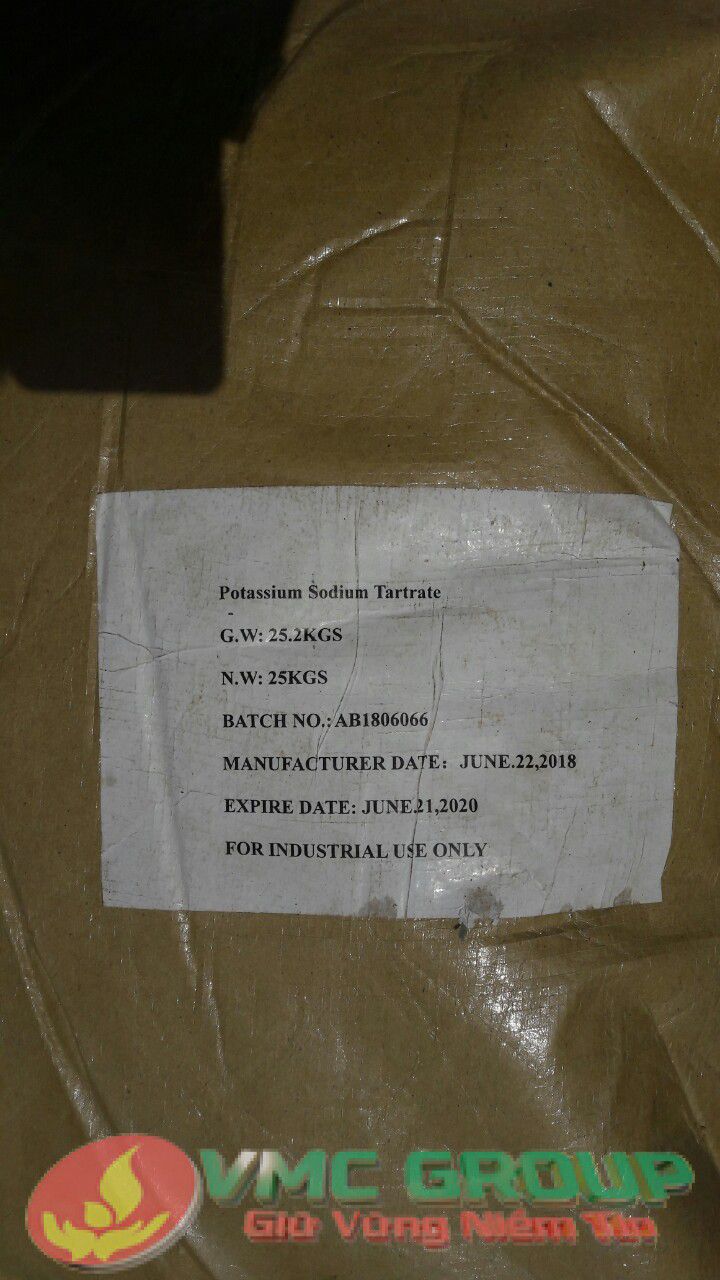 Potassium Sodium Tartrate
G.W: 25.2KGS
N.W: 25KGS
BATCH NO.: AB1806066
MANUFACTURER DATE: JUNE.22,2018
EXPIRE DATE: JUNE.21,2020
FOR INDUSTRIAL USE ONLY
VMC GROUP
Giữ Vững Niềm Tin